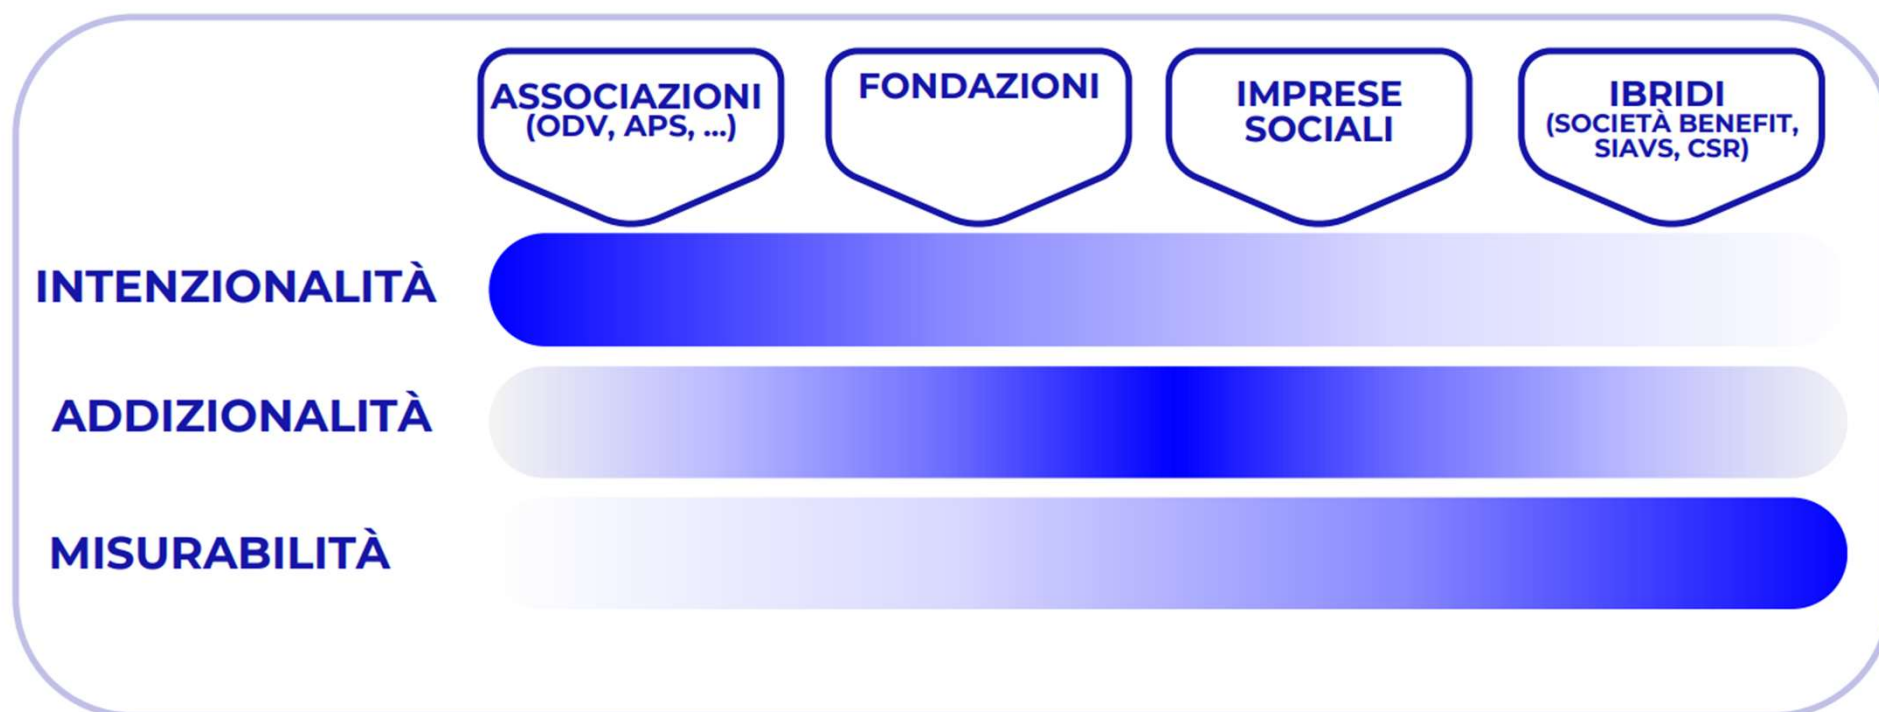 ASSOCIAZIONI
(ODV, APS, ...)
FONDAZIONI
IMPRESE
SOCIALI
IBRIDI
(SOCIETÀ BENEFIT,
SIAVS, CSR)
INTENZIONALITÀ
ADDIZIONALITÀ
MISURABILITÀ